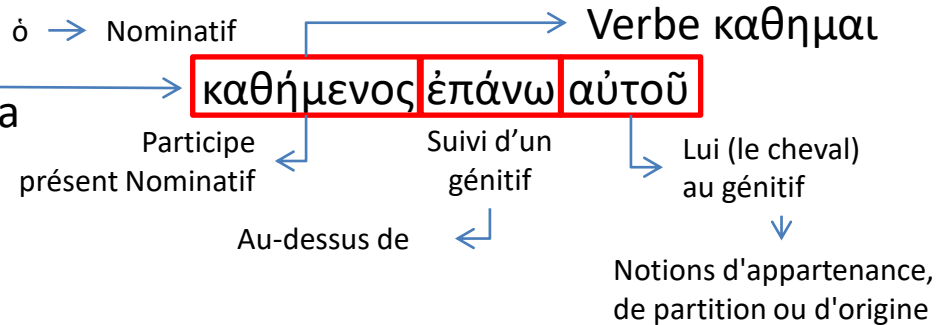 ὁ Nominatif
Verbe καθημαι
καθήμενος ἐπάνω αὐτοῦ
a
Participe
présent Nominatif
Suivi d'un
génitif
Lui (le cheval)
au génitif
Au-dessus de
Notions d'appartenance,
de partition ou d'origine